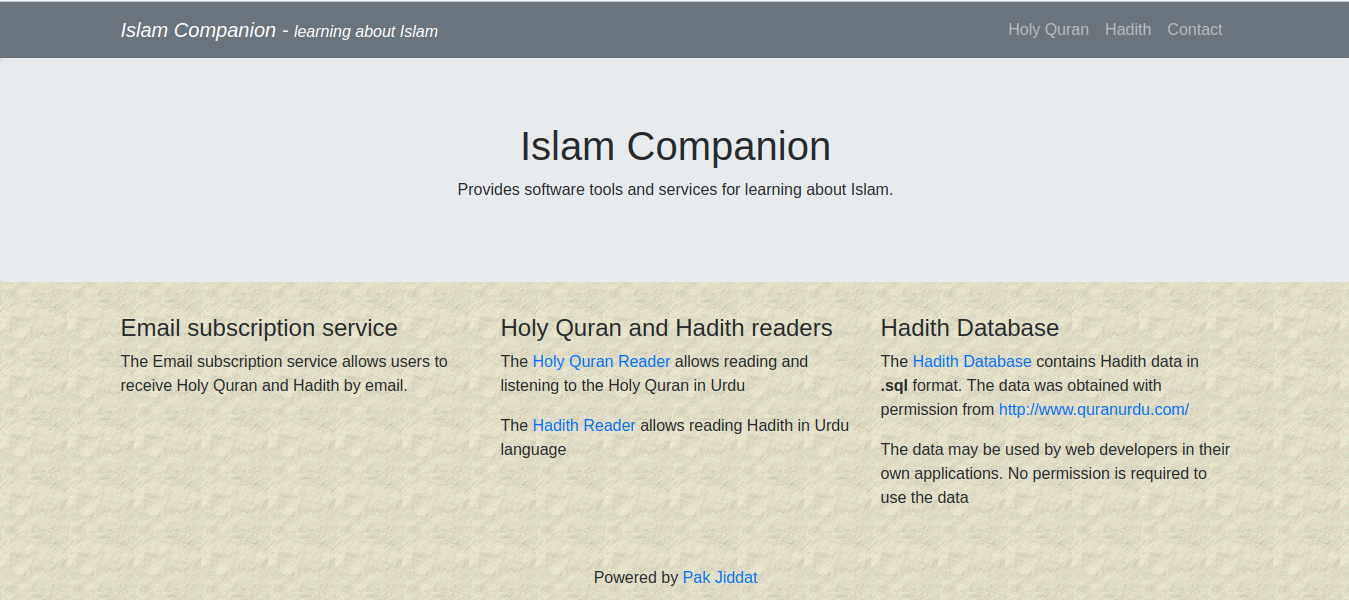 Islam Companion - learning about Islam
Holy Quran Hadith Contact
Islam Companion
Provides software tools and services for learning about Islam.
Email subscription service
The Email subscription service allows users to
receive Holy Quran and Hadith by email.
Holy Quran and Hadith readers
The Holy Quran Reader allows reading and
listening to the Holy Quran in Urdu
The Hadith Reader allows reading Hadith in Urdu
language
Hadith Database
The Hadith Database contains Hadith data in
.sql format. The data was obtained with
permission from http://www.quranurdu.com/
The data may be used by web developers in their
own applications. No permission is required to
use the data
Powered by Pak Jiddat